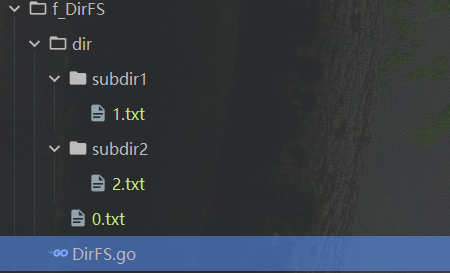 f_DirFS
dir
subdir1
1.txt
subdir2
2.txt
0.txt
DirFS.go